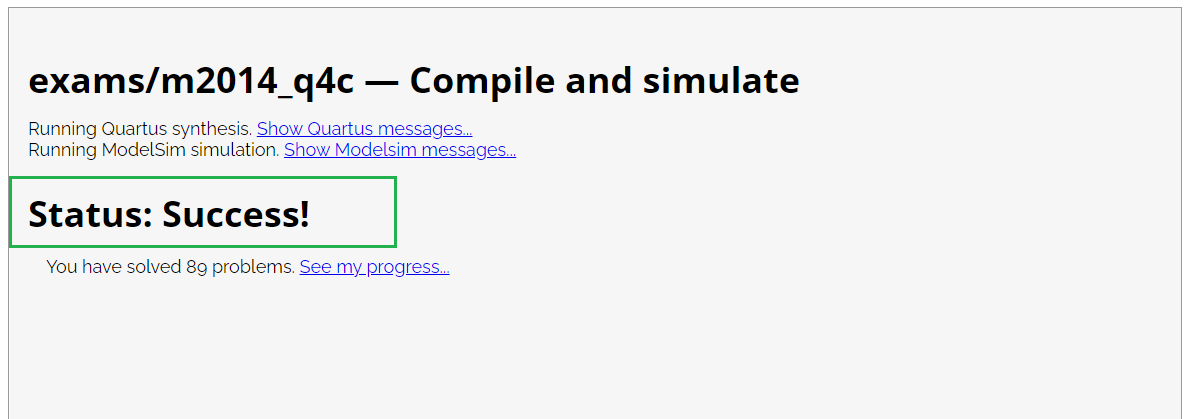 exams/m2014_q4c — Compile and simulate
Running Quartus synthesis. Show Quartus messages...
Running ModelSim simulation. Show Modelsim messages...
Status: Success!
You have solved 89 problems. See my progress...